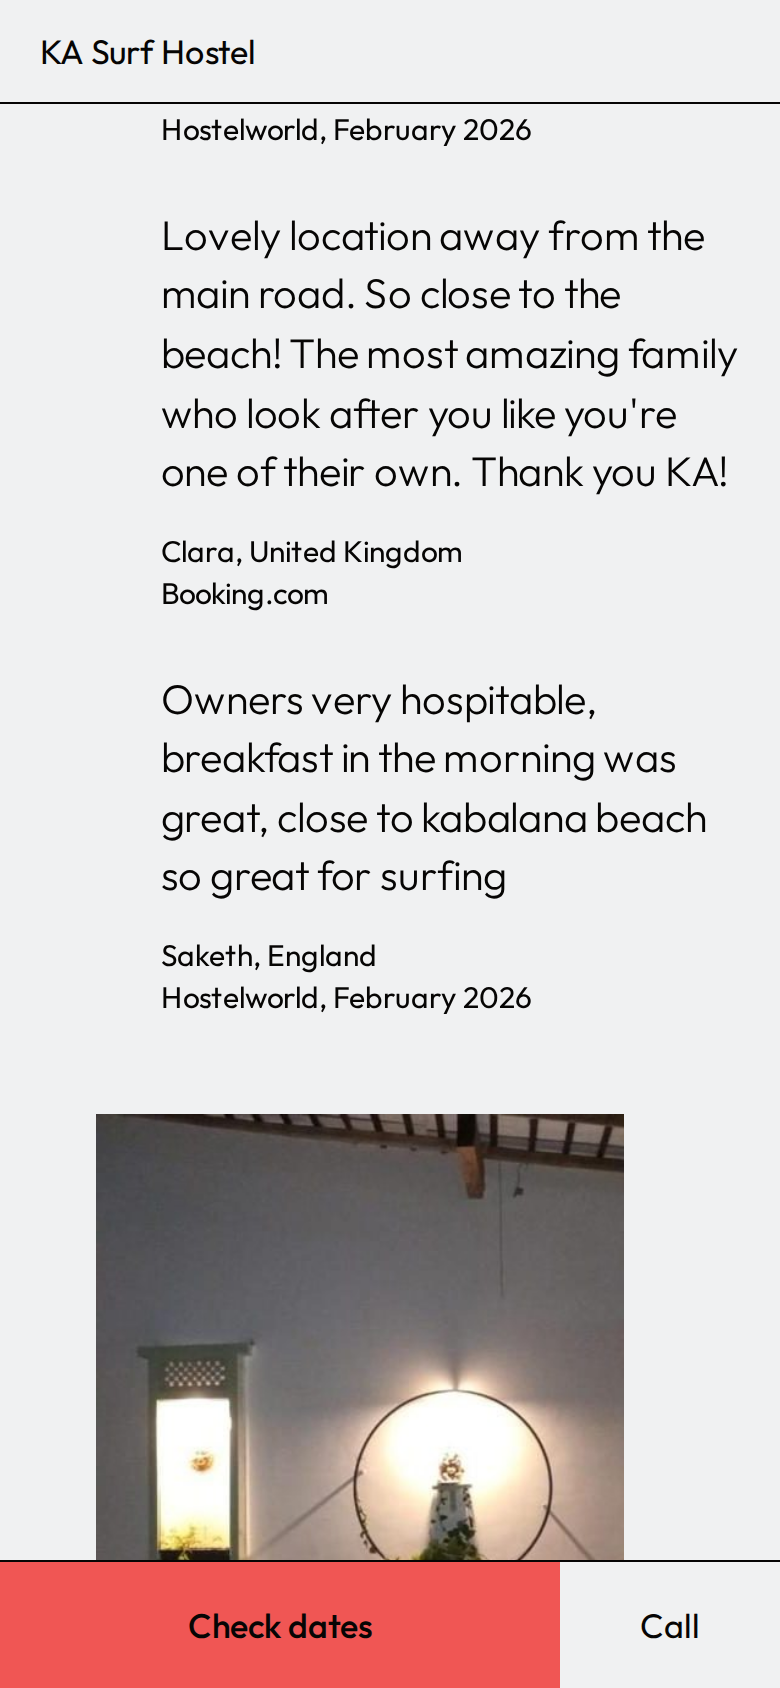 KA Surf Hostel
Hostelworld, February 2026
Lovely location away from the
main road. So close to the
beach! The most amazing family
who look after you like you're
one of their own. Thank you KA!
Clara, United Kingdom
Booking.com
Owners very hospitable,
breakfast in the morning was
great, close to kabalana beach
so great for surfing
Saketh, England
Hostelworld, February 2026
Check dates
Call